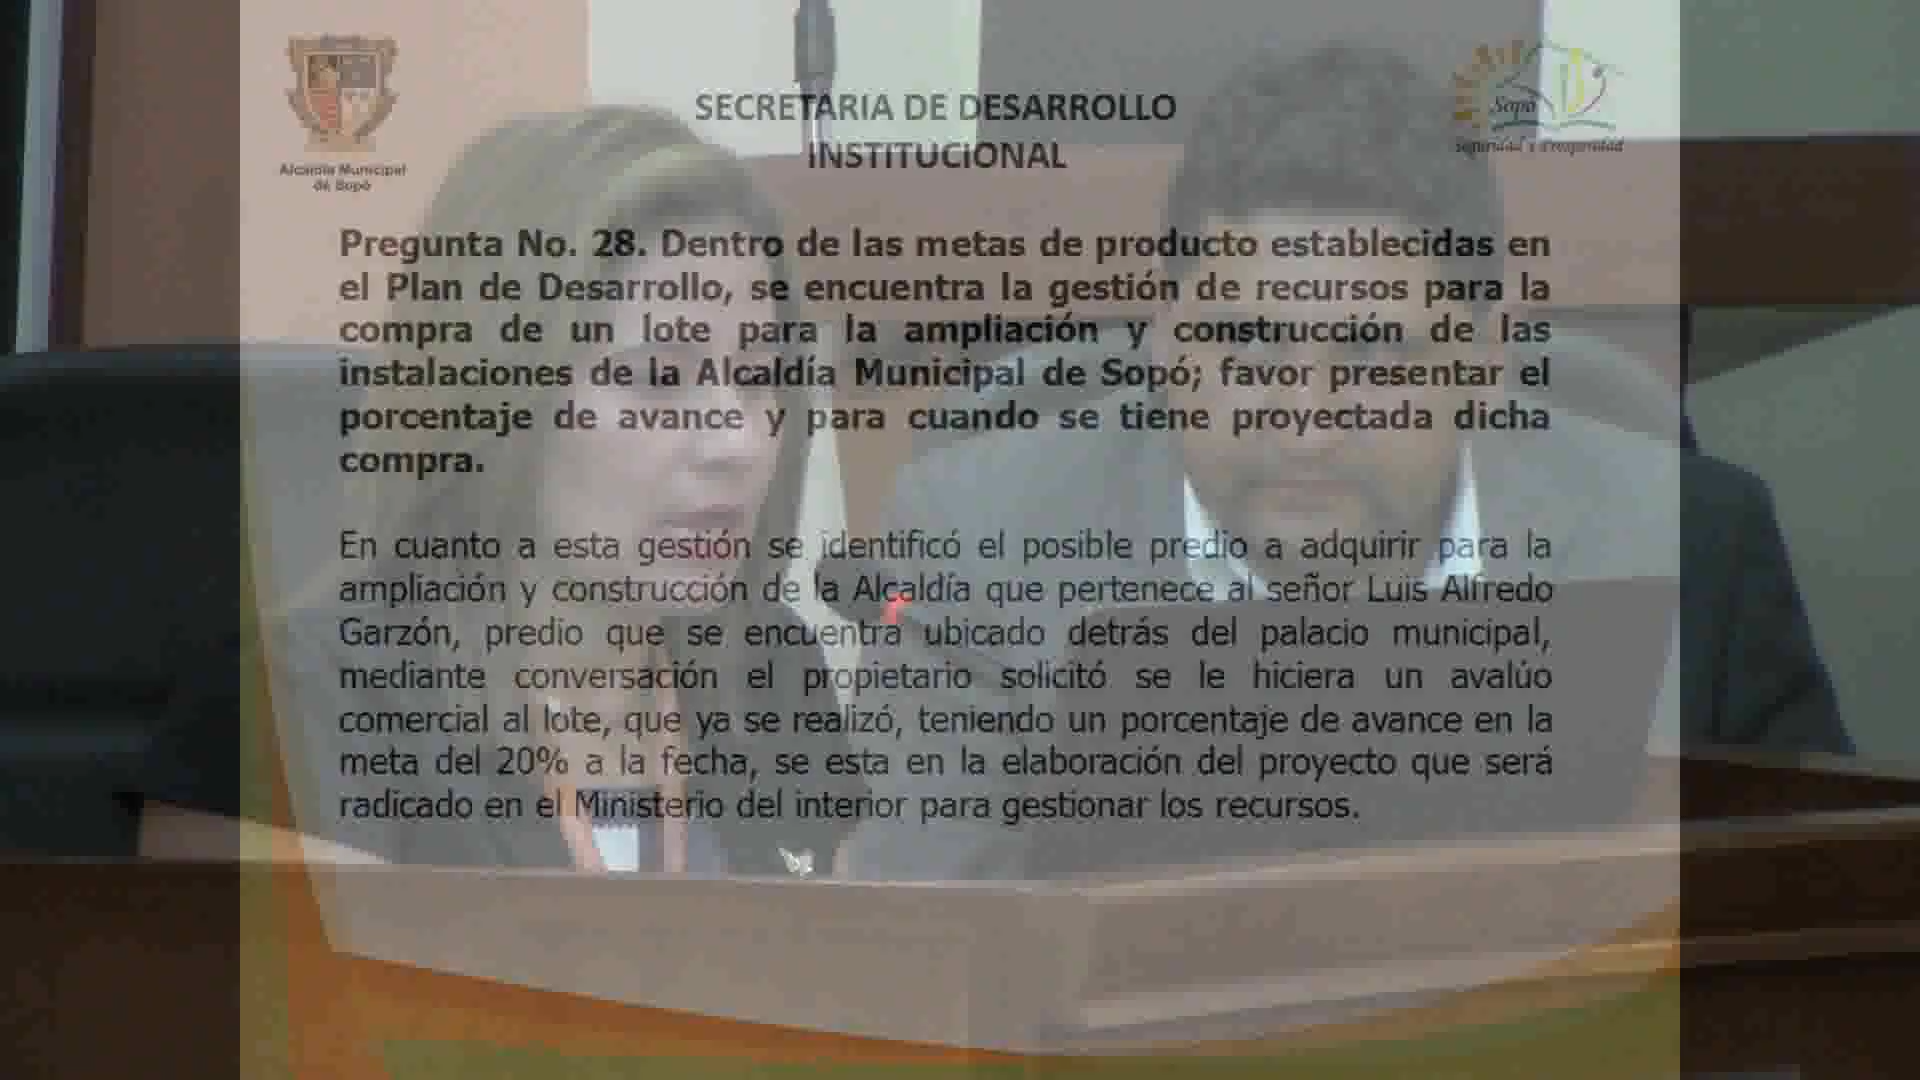 SECRETARIA DE DESARROLLO
INSTITUCIONAL
Alcaldía Municipal
de Sopó
Sopó
Seguridad y Prosperidad
Pregunta No. 28. Dentro de las metas de producto establecidas en
el Plan de Desarrollo, se encuentra la gestión de recursos para la
compra de un lote para la ampliación y construcción de las
instalaciones de la Alcaldía Municipal de Sopó; favor presentar el
porcentaje de avance y para cuando se tiene proyectada dicha
compra.
En cuanto a esta gestión se identificó el posible predio a adquirir para la
ampliación y construcción de la Alcaldía que pertenece al señor Luis Alfredo
Garzón, predio que se encuentra ubicado detrás del palacio municipal,
mediante conversación el propietario solicitó se le hiciera un avalúo
comercial al lote, que ya se realizó, teniendo un porcentaje de avance en la
meta del 20% a la fecha, se esta en la elaboración del proyecto que será
radicado en el Ministerio del interior para gestionar los recursos.